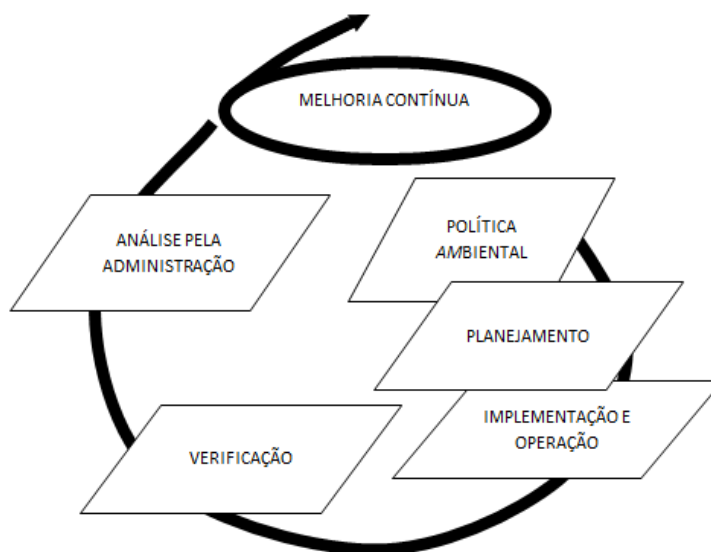 MELHORIA CONTÍNUA
POLÍTICA
AMBIENTAL
PLANEJAMENTO
IMPLEMENTAÇÃO E
OPERAÇÃO
VERIFICAÇÃO
ANÁLISE PELA
ADMINISTRAÇÃO